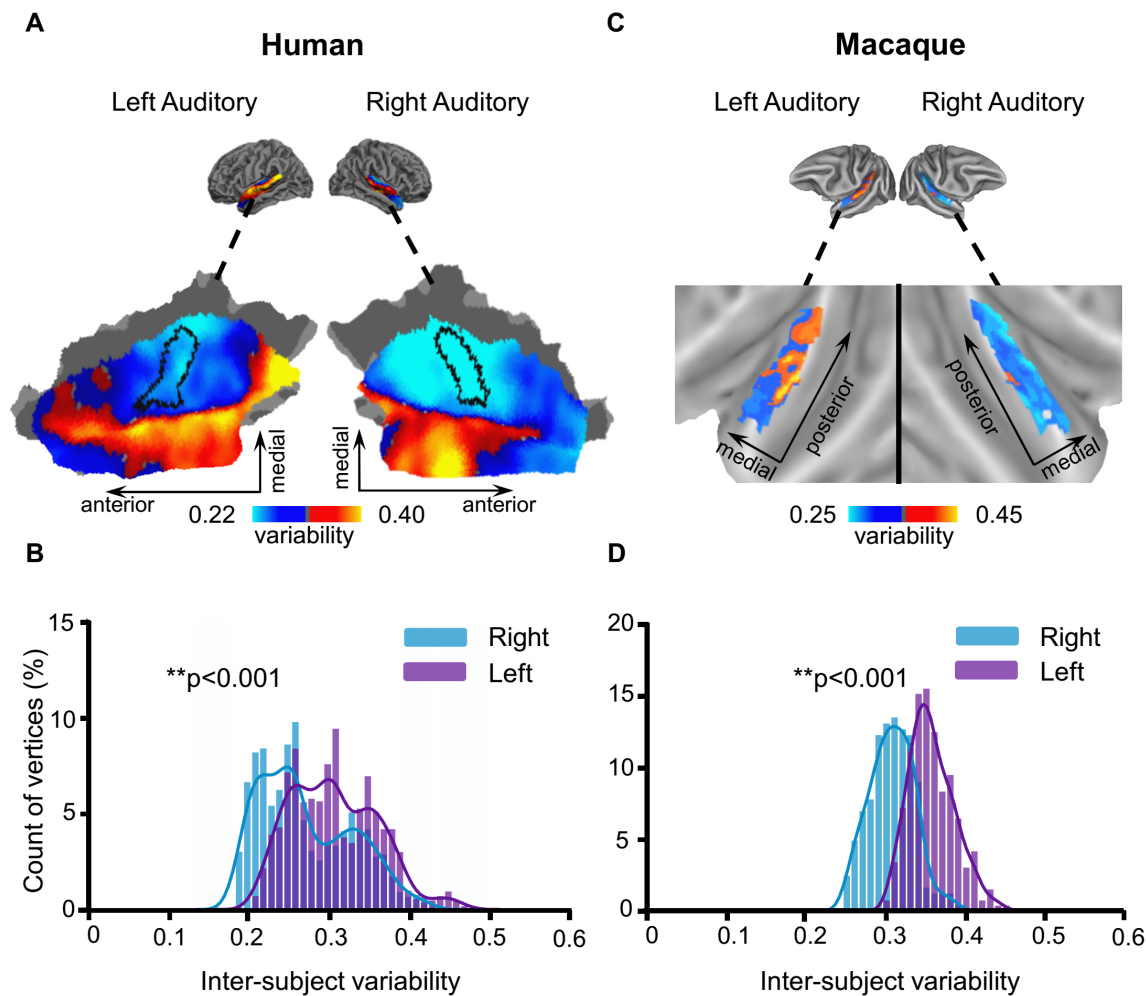 A
Human
Left Auditory
Right Auditory
medial
medial
anterior
anterior
0.22
0.40
variability
C
Macaque
Left Auditory
Right Auditory
posterior
posterior
medial
medial
0.25
0.45
variability
B
15
10
5
0
Count of vertices (%)
**p<0.001
Right
Left
0
0.1
0.2
0.3
0.4
0.5
0.6
Inter-subject variability
D
20
15
10
5
0
**p<0.001
Right
Left
0
0.1
0.2
0.3
0.4
0.5
0.6
Inter-subject variability